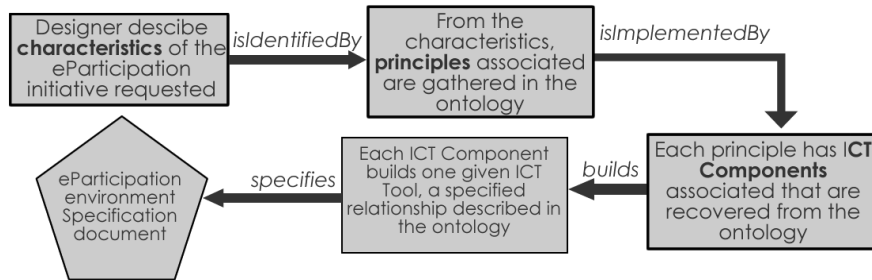 Designer descibe
characteristics of the
eParticipation
initiative requested
isIdentifiedBy
From the
characteristics,
principles associated
are gathered in the
ontology
isImplementedBy
Each principle has ICT
Components
associated that are
recovered from the
ontology
builds
Each ICT Component
builds one given ICT
Tool, a specified
relationship described in
the ontology
specifies
eParticipation
environment
Specification
document